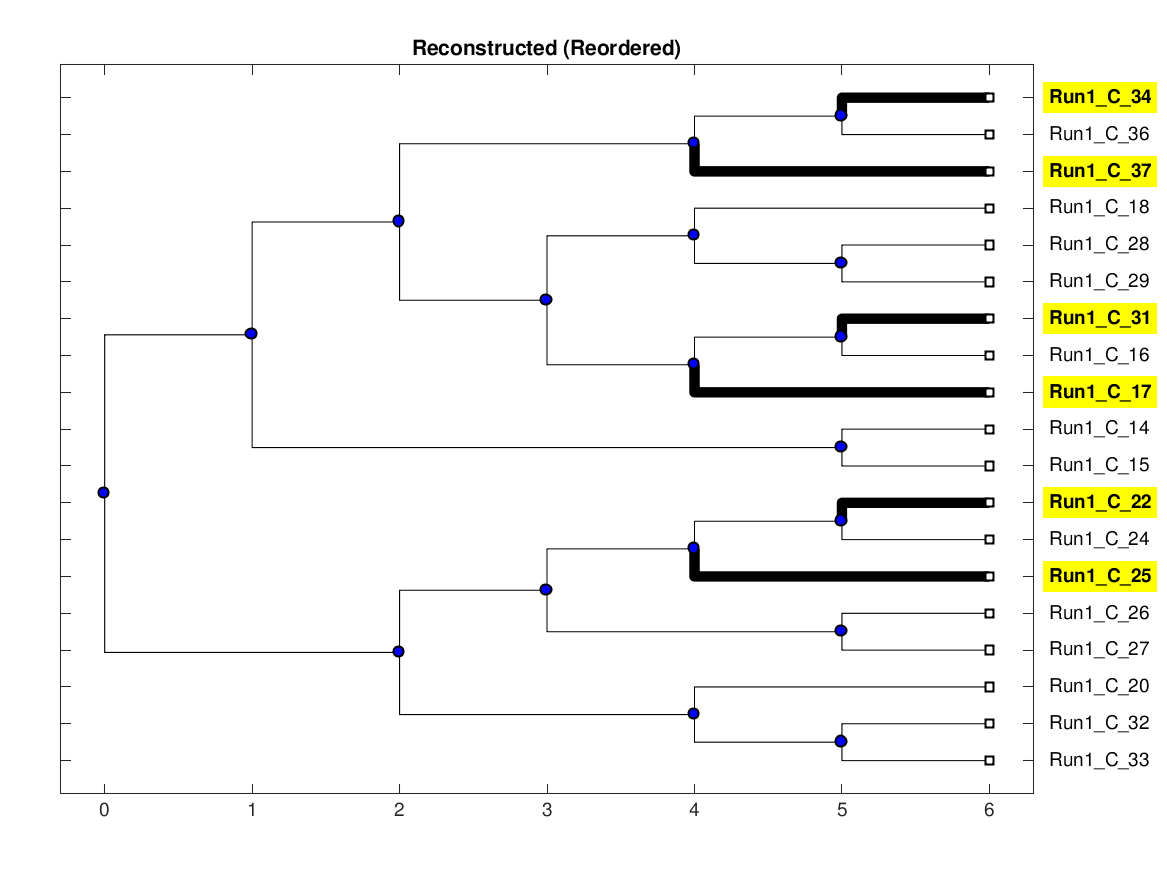 Reconstructed (Reordered)
Run1_C_34
Run1_C_36
Run1_C_37
Run1_C_18
Run1_C_28
Run1_C_29
Run1_C_31
Run1_C_16
Run1_C_17
Run1_C_14
Run1_C_15
Run1_C_22
Run1_C_24
Run1_C_25
Run1_C_26
Run1_C_27
Run1_C_20
Run1_C_32
Run1_C_33
0 1 2 3 4 5 6